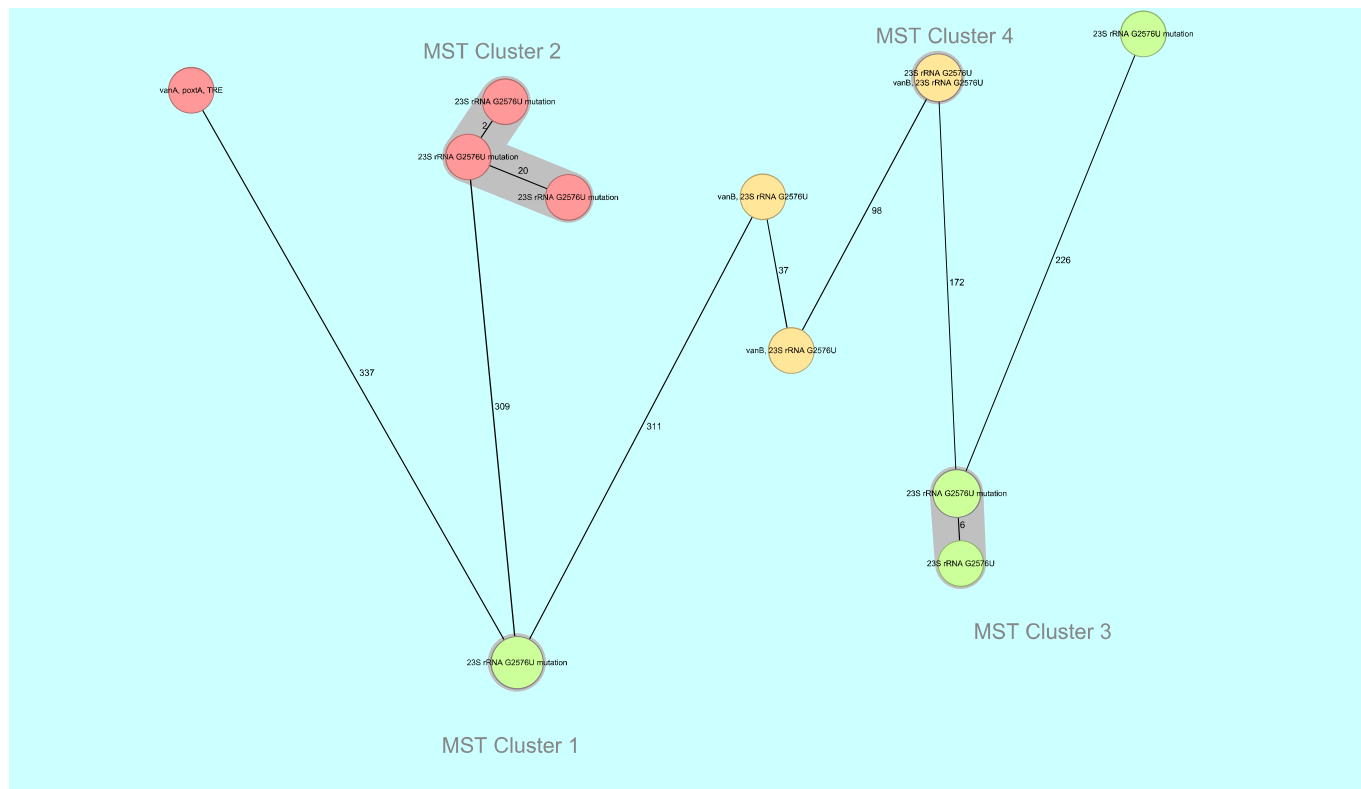 MST Cluster 4
23S rRNA G2576U mutation
MST Cluster 2
23S rRNA G2576U
vanB, 23S rRNA G2576U
vanA, poxtA, TRE
23S rRNA G2576U mutation
2
23S rRNA G2576U mutation
20
23S rRNA G2576U mutation
vanB, 23S rRNA G2576U
98
226
37
172
vanB, 23S rRNA G2576U
337
309
311
23S rRNA G2576U mutation
6
23S rRNA G2576U
MST Cluster 3
23S rRNA G2576U mutation
MST Cluster 1